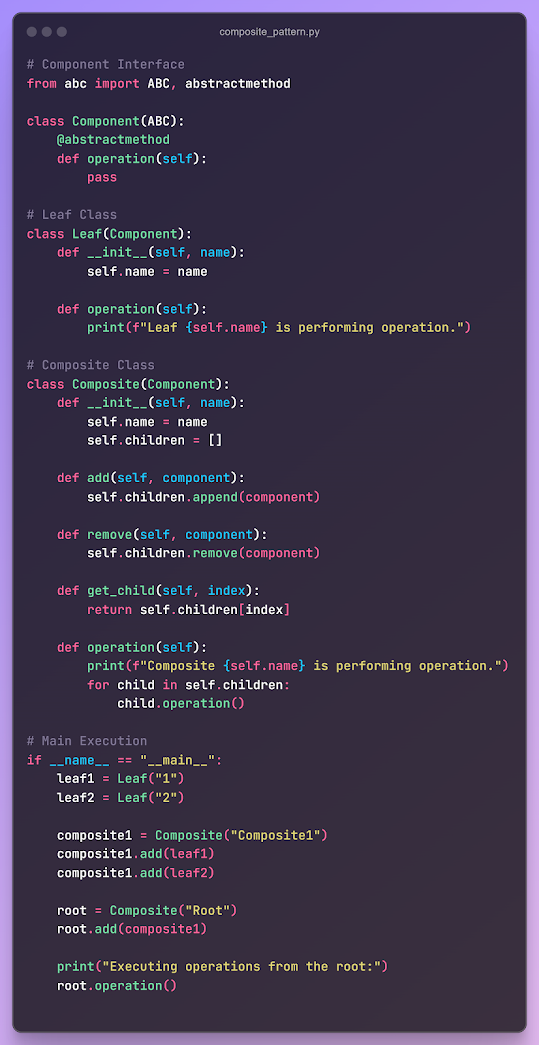 composite_pattern.py
# Component Interface
from abc import ABC, abstractmethod
class Component(ABC):
    @abstractmethod
    def operation(self):
        pass
# Leaf Class
class Leaf(Component):
    def __init__(self, name):
        self.name = name
    def operation(self):
        print(f"Leaf {self.name} is performing operation.")
# Composite Class
class Composite(Component):
    def __init__(self, name):
        self.name = name
        self.children = []
    def add(self, component):
        self.children.append(component)
    def remove(self, component):
        self.children.remove(component)
    def get_child(self, index):
        return self.children[index]
    def operation(self):
        print(f"Composite {self.name} is performing operation.")
        for child in self.children:
            child.operation()
# Main Execution
if __name__ == "__main__":
    leaf1 = Leaf("1")
    leaf2 = Leaf("2")
    composite1 = Composite("Composite1")
    composite1.add(leaf1)
    composite1.add(leaf2)
    root = Composite("Root")
    root.add(composite1)
    print("Executing operations from the root:")
    root.operation()